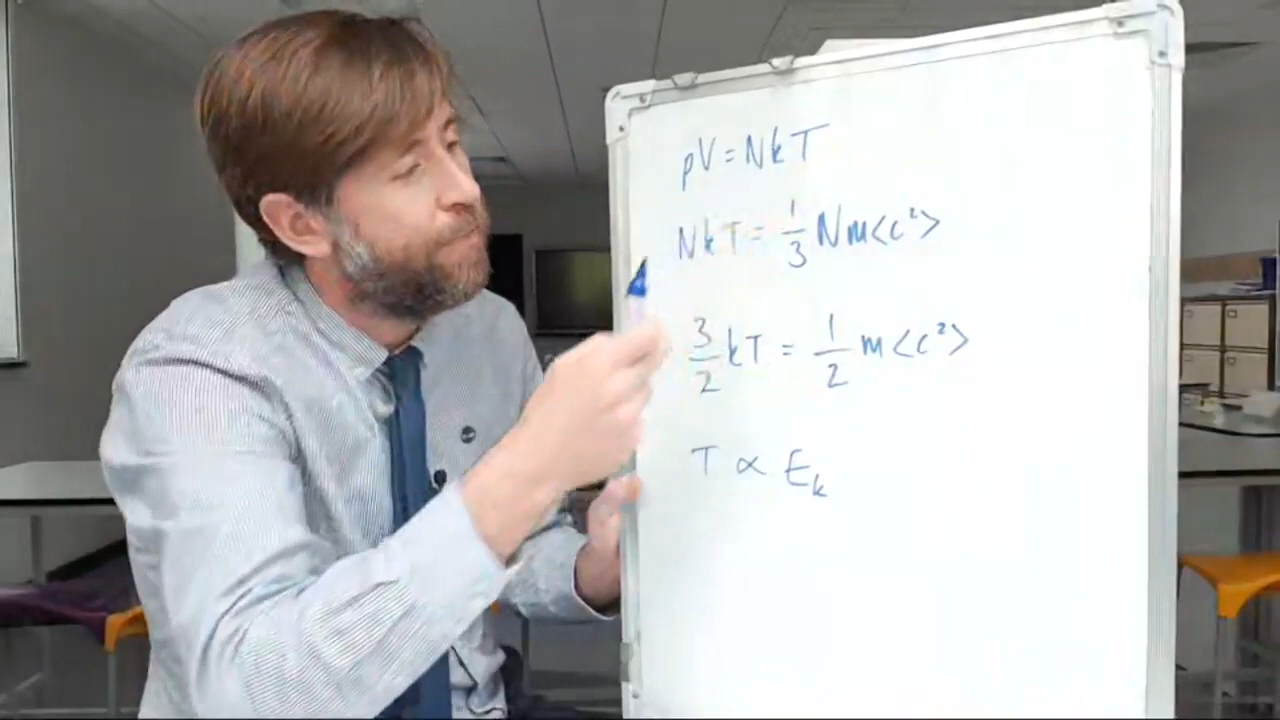 pV = NkT
NkT = 1/3 Nm<c²>
3/2 kT = 1/2 m<c²>
T ∝ Eₖ